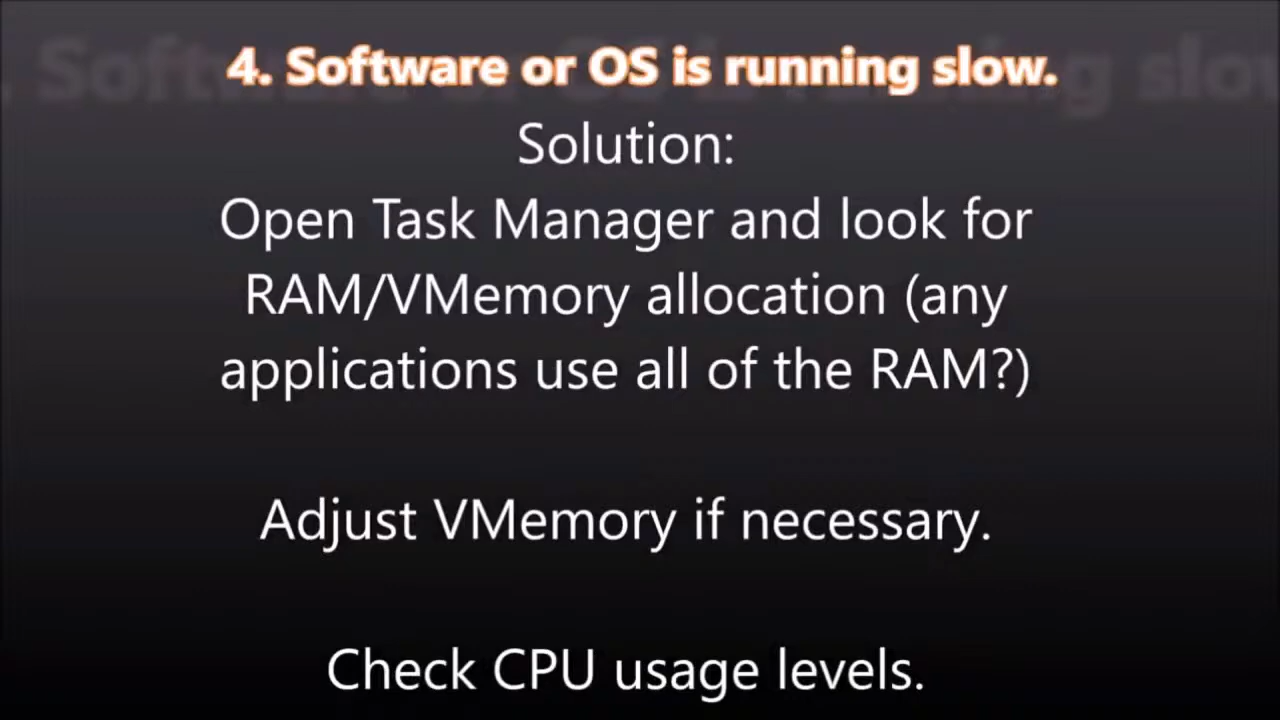 4. Software or OS is running slow.
Solution:
Open Task Manager and look for
RAM/VMemory allocation (any
applications use all of the RAM?)
Adjust VMemory if necessary.
Check CPU usage levels.